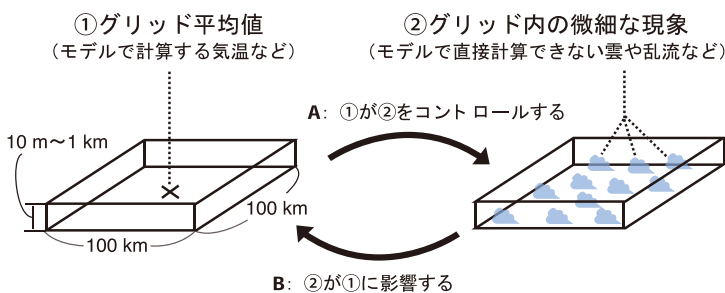 ①グリッド平均値
（モデルで計算する気温など）
②グリッド内の微細な現象
（モデルで直接計算できない雲や乱流など）
A: ①が②をコントロールする
10 m〜1 km
100 km
100 km
B: ②が①に影響する